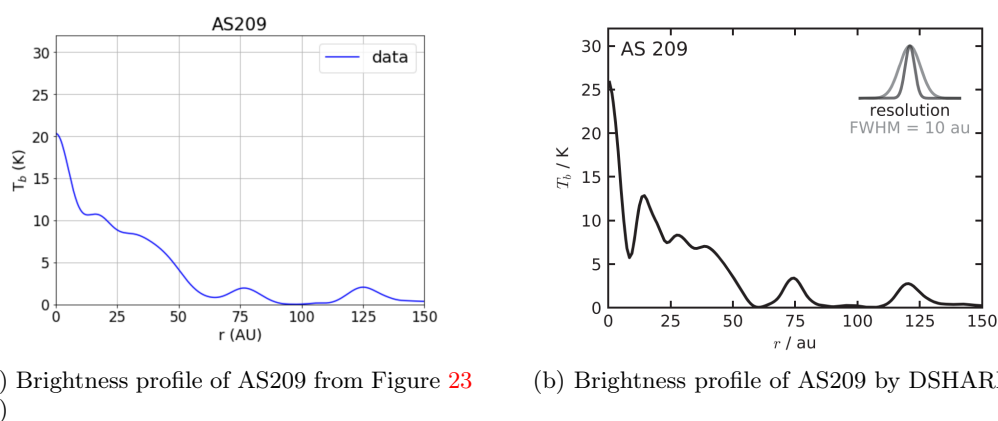 AS209
data
30
25
20
15
10
5
0
T_b (K)
0 25 50 75 100 125 150
r (AU)
AS 209
resolution
FWHM = 10 au
30
25
20
15
10
5
0
T_b / K
0 25 50 75 100 125 150
r / au
) Brightness profile of AS209 from Figure 23
)
(b) Brightness profile of AS209 by DSHAR